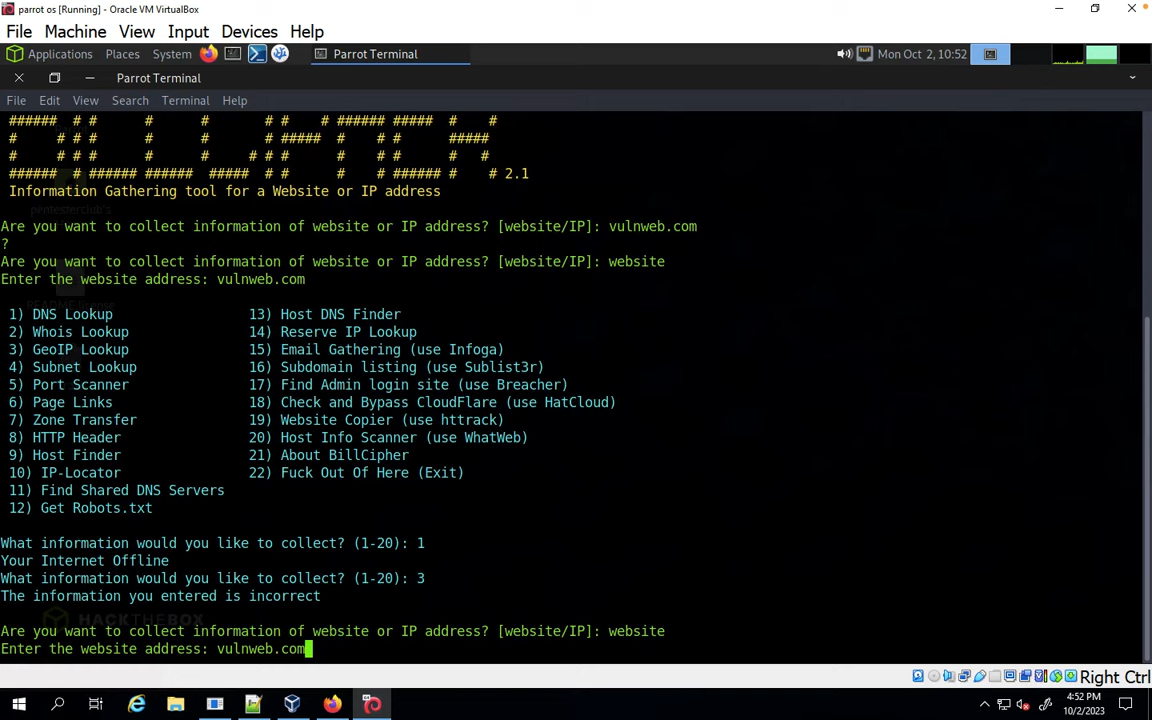 parrot os [Running] - Oracle VM VirtualBox
File Machine View Input Devices Help
Applications Places System Parrot Terminal Mon Oct 2, 10:52
Parrot Terminal
File Edit View Search Terminal Help
###### # # # # # # # ###### ##### # #
# # # # # # # ##### # # # #####
# # # # # # # # # # # # #
###### # ###### ###### ##### # # # # ###### # # 2.1
Information Gathering tool for a Website or IP address
pentesterclub's
Are you want to collect information of website or IP address? [website/IP]: vulnweb.com
?
Are you want to collect information of website or IP address? [website/IP]: website
Enter the website address: vulnweb.com
README.license
1) DNS Lookup 13) Host DNS Finder
2) Whois Lookup 14) Reserve IP Lookup
3) GeoIP Lookup 15) Email Gathering (use Infoga)
4) Subnet Lookup 16) Subdomain listing (use Sublist3r)
5) Port Scanner 17) Find Admin login site (use Breacher)
6) Page Links 18) Check and Bypass CloudFlare (use HatCloud)
7) Zone Transfer 19) Website Copier (use httrack)
8) HTTP Header 20) Host Info Scanner (use WhatWeb)
9) Host Finder 21) About BillCipher
10) IP-Locator 22) Fuck Out Of Here (Exit)
11) Find Shared DNS Servers
12) Get Robots.txt
What information would you like to collect? (1-20): 1
Your Internet Offline
What information would you like to collect? (1-20): 3
The information you entered is incorrect
HACKTHEBOX
Are you want to collect information of website or IP address? [website/IP]: website
Enter the website address: vulnweb.com
Right Ctrl
4:52 PM
10/2/2023